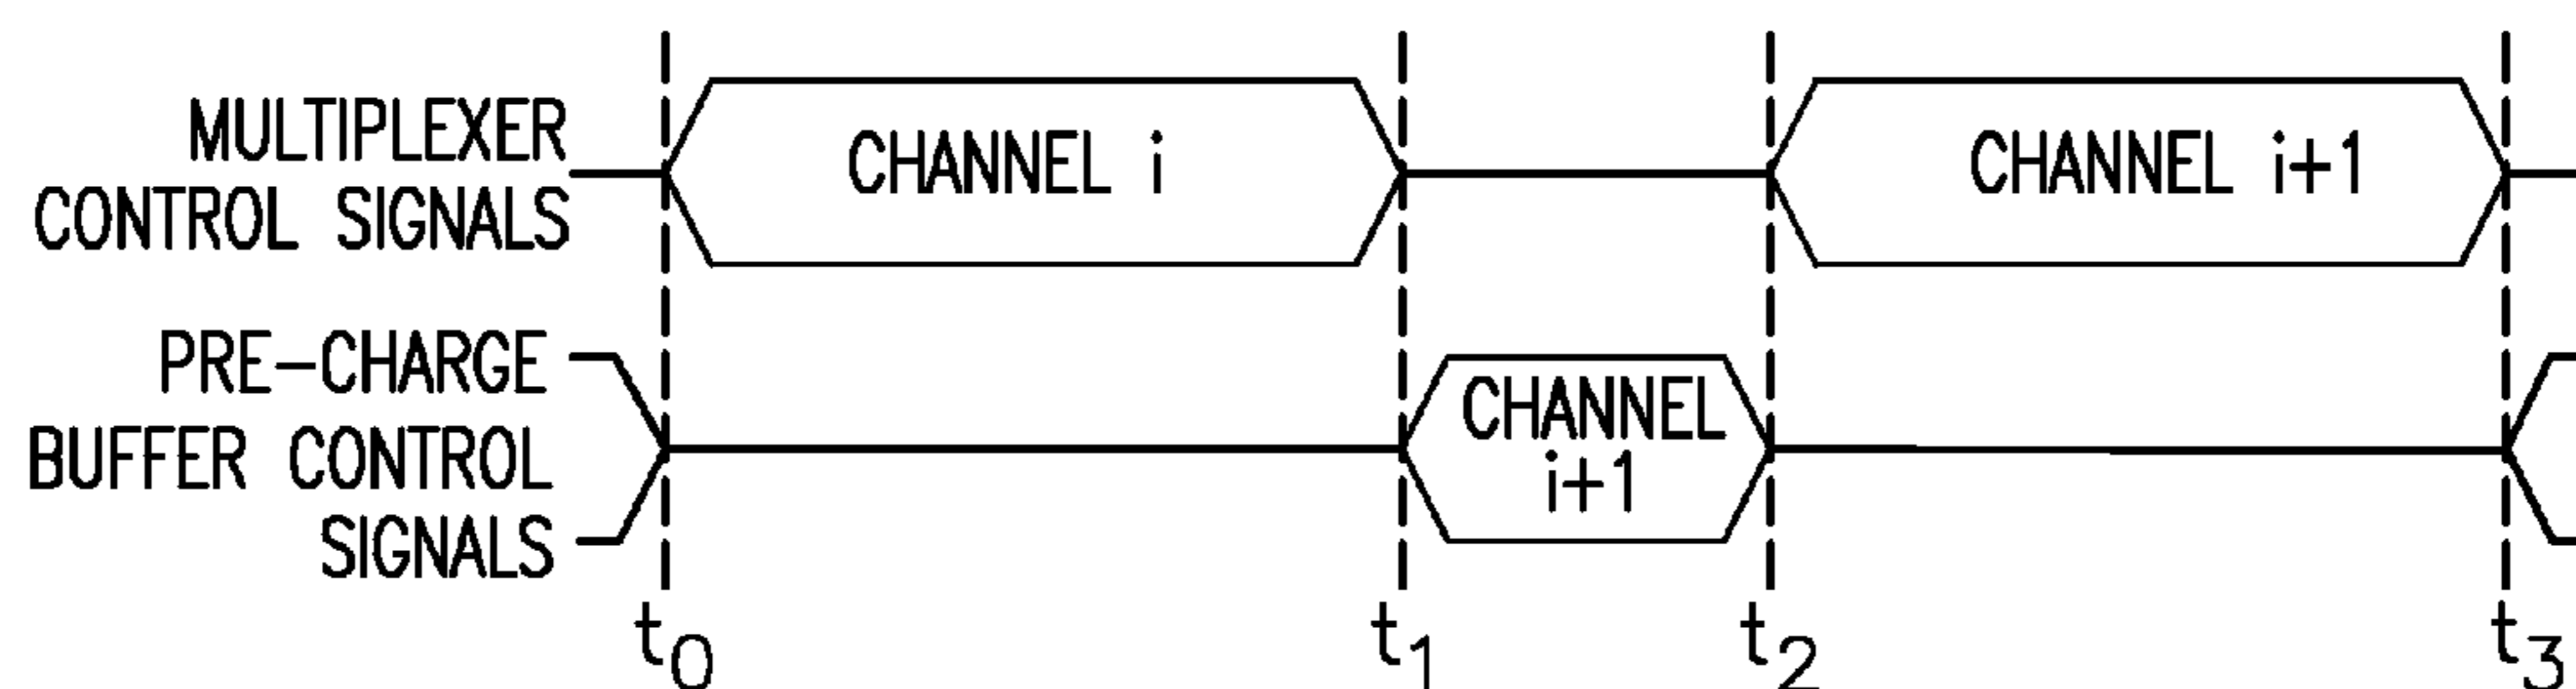 MULTIPLEXER
CONTROL SIGNALS
CHANNEL i
CHANNEL i+1
PRE-CHARGE
BUFFER CONTROL
SIGNALS
CHANNEL
i+1
t0
t1
t2
t3